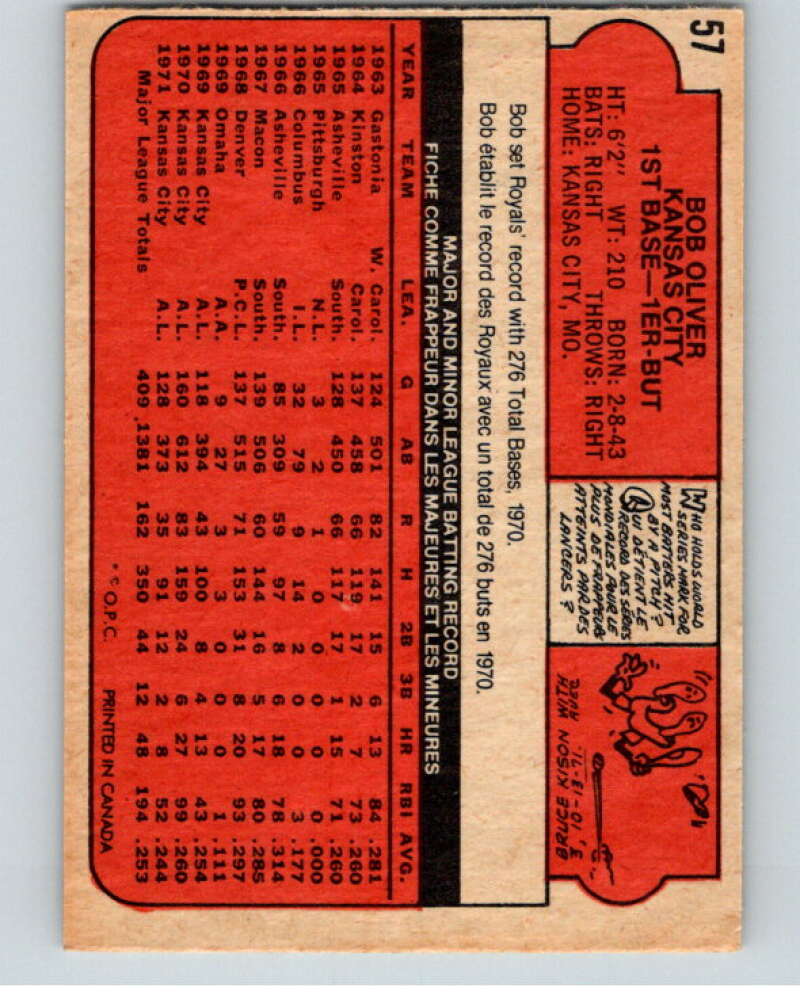 57
BOB OLIVER
KANSAS CITY
1ST BASE—1ER-BUT
HT: 6'2" WT: 210 BORN: 2-8-43
BATS: RIGHT THROWS: RIGHT
HOME: KANSAS CITY, MO.
WHO HOLDS WORLD
SERIES MARK FOR
MOST BATTERS HIT
BY A PITCH?
QUI DÉTIENT LE
RECORD DES SÉRIES
MONDIALES POUR LE
PLUS DE FRAPPEURS
ATTEINTS PAR DES
LANCERS?
BRUCE KISON WITH
3, 10-13-71.
AVEC
Bob set Royals' record with 276 Total Bases, 1970.
Bob établit le record des Royaux avec un total de 276 buts en 1970.
MAJOR AND MINOR LEAGUE BATTING RECORD
FICHE COMME FRAPPEUR DANS LES MAJEURES ET LES MINEURES
YEAR TEAM LEA. G AB R H 2B 3B HR RBI AVG.
1963 Gastonia W. Carol. 124 501 82 141 15 6 13 84 .281
1964 Kinston Carol. 137 458 66 119 17 2 7 73 .260
1965 Asheville South. 128 450 66 117 17 1 15 71 .260
1965 Pittsburgh N.L. 3 2 1 0 0 0 0 0 .000
1966 Columbus I.L. 32 79 9 14 2 0 0 3 .177
1966 Asheville South. 85 309 59 97 8 6 18 78 .314
1967 Macon South. 139 506 60 144 16 5 17 80 .285
1968 Denver P.C.L. 137 515 71 153 31 8 20 93 .297
1969 Omaha A.A. 9 27 3 3 0 0 0 1 .111
1969 Kansas City A.L. 118 394 43 100 8 4 13 43 .254
1970 Kansas City A.L. 160 612 83 159 24 6 27 99 .260
1971 Kansas City A.L. 128 373 35 91 12 2 8 52 .244
Major League Totals 409 1381 162 350 44 12 48 194 .253
* © O.P.C. PRINTED IN CANADA